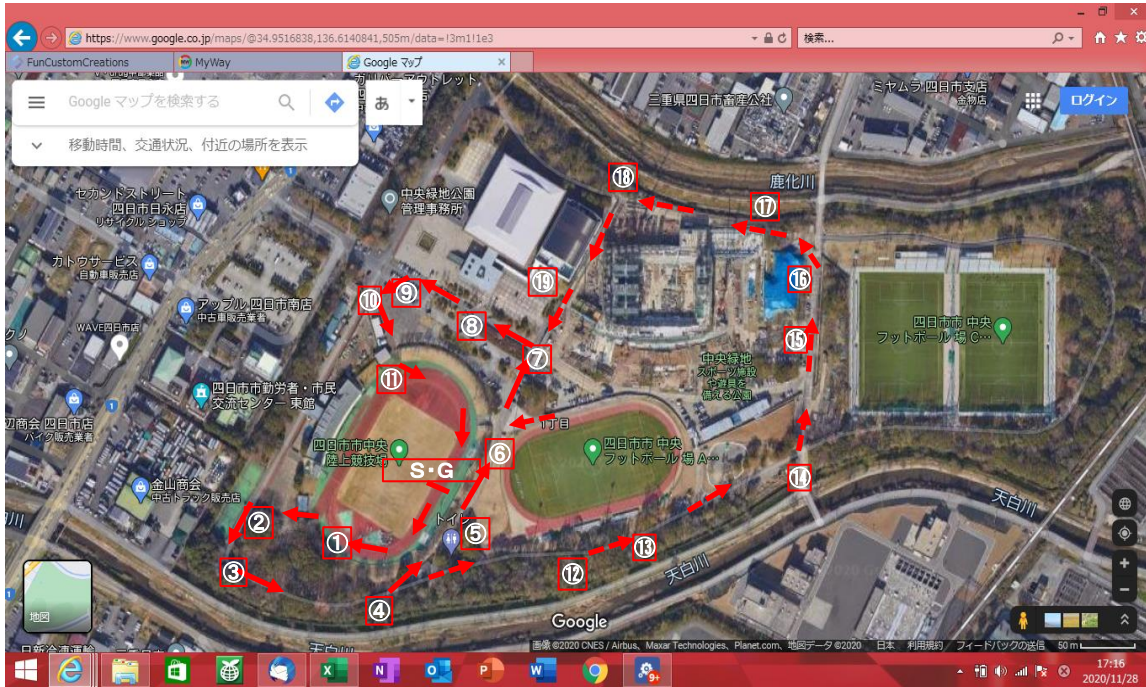 https://www.google.co.jp/maps/@34.9516838,136.6140841,505m/data=!3m1!1e3
検索...
FunCustomCreations
MyWay
Google マップ
Google マップを検索する
あ
ログイン
移動時間、交通状況、付近の場所を表示
三重県四日市畜産公社
ミヤムラ 四日市支店
金物店
鹿化川
セカンドストリート
四日市日永店
リサイクル ショップ
中央緑地公園
管理事務所
カトウサービス
自動車販売店
アップル 四日市南店
中古車販売業者
WAVE四日市店
四日市市 中央
フットボール 場 C…
中央緑地
スポーツ施設
や遊具を
備える公園
四日市市勤労者・市民
交流センター 東館
バイク販売業者
1丁目
四日市市中央
陸上競技場
四日市市 中央
フットボール 場 A…
S・G
金山商会
中古トラック販売店
トイレ
天白川
天白川
①
②
③
④
⑤
⑥
⑦
⑧
⑨
⑩
⑪
⑫
⑬
⑭
⑮
⑯
⑰
⑱
⑲
地図
Google
画像 ©2020 CNES / Airbus、Maxar Technologies、Planet.com、地図データ ©2020 日本 利用規約 フィードバックの送信 50 m
17:16
2020/11/28